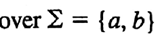 over Σ = {a, b}